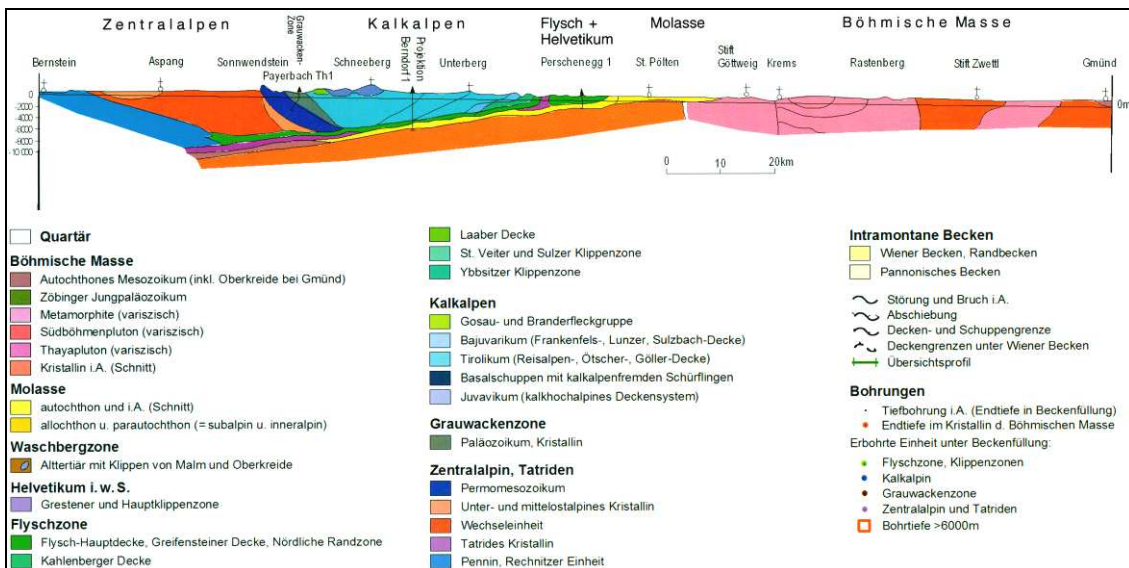 Zentralalpen
Grauwacken-
Zone
Kalkalpen
Flysch +
Helvetikum
Molasse
Böhmische Masse
Bernstein
Aspang
Sonnwendstein
Payerbach Th1
Schneeberg
Projektion
Berndorf 1
Unterberg
Perschenegg 1
St. Pölten
Stift
Göttweig
Krems
Rastenberg
Stift Zwettl
Gmünd
0
-2000
-4000
-6000
-8000
-10 000
0m
0 10 20km
Quartär
Böhmische Masse
Autochthones Mesozoikum (inkl. Oberkreide bei Gmünd)
Zöbinger Jungpaläozoikum
Metamorphite (variszisch)
Südböhmenpluton (variszisch)
Thayapluton (variszisch)
Kristallin i.A. (Schnitt)
Molasse
autochthon und i.A. (Schnitt)
allochthon u. parautochthon (= subalpin u. inneralpin)
Waschbergzone
Alttertiär mit Klippen von Malm und Oberkreide
Helvetikum i. w. S.
Grestener und Hauptklippenzone
Flyschzone
Flysch-Hauptdecke, Greifensteiner Decke, Nördliche Randzone
Kahlenberger Decke
Laaber Decke
St. Veiter und Sulzer Klippenzone
Ybbsitzer Klippenzone
Kalkalpen
Gosau- und Branderfleckgruppe
Bajuvarikum (Frankenfels-, Lunzer, Sulzbach-Decke)
Tirolikum (Reisalpen-, Ötscher-, Göller-Decke)
Basalschuppen mit kalkalpenfremden Schürflingen
Juvavikum (kalkhochalpines Deckensystem)
Grauwackenzone
Paläozoikum, Kristallin
Zentralalpin, Tatriden
Permomesozoikum
Unter- und mittelostalpines Kristallin
Wechseleinheit
Tatrides Kristallin
Pennin, Rechnitzer Einheit
Intramontane Becken
Wiener Becken, Randbecken
Pannonisches Becken
Störung und Bruch i.A.
Abschiebung
Decken- und Schuppengrenze
Deckengrenzen unter Wiener Becken
Übersichtsprofil
Bohrungen
Tiefbohrung i.A. (Endtiefe in Beckenfüllung)
Endtiefe im Kristallin d. Böhmischen Masse
Erbohrte Einheit unter Beckenfüllung:
Flyschzone, Klippenzonen
Kalkalpin
Grauwackenzone
Zentralalpin und Tatriden
Bohrtiefe >6000m